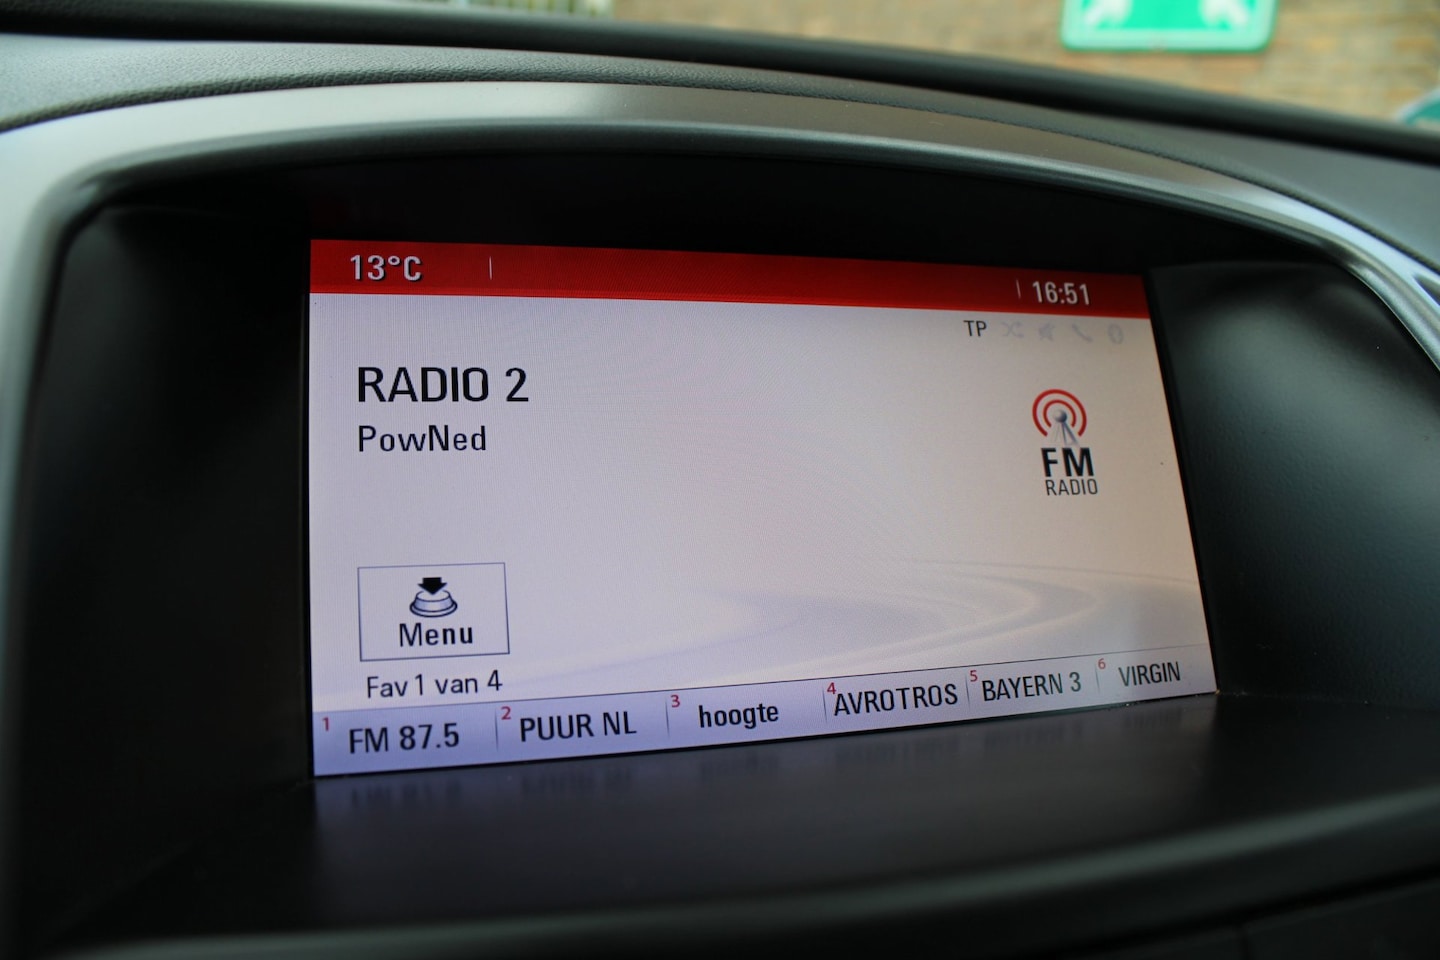 13°C
16:51
TP
RADIO 2
PowNed
FM
RADIO
Menu
Fav 1 van 4
1 FM 87.5 2 PUUR NL 3 hoogte 4 AVROTROS 5 BAYERN 3 6 VIRGIN